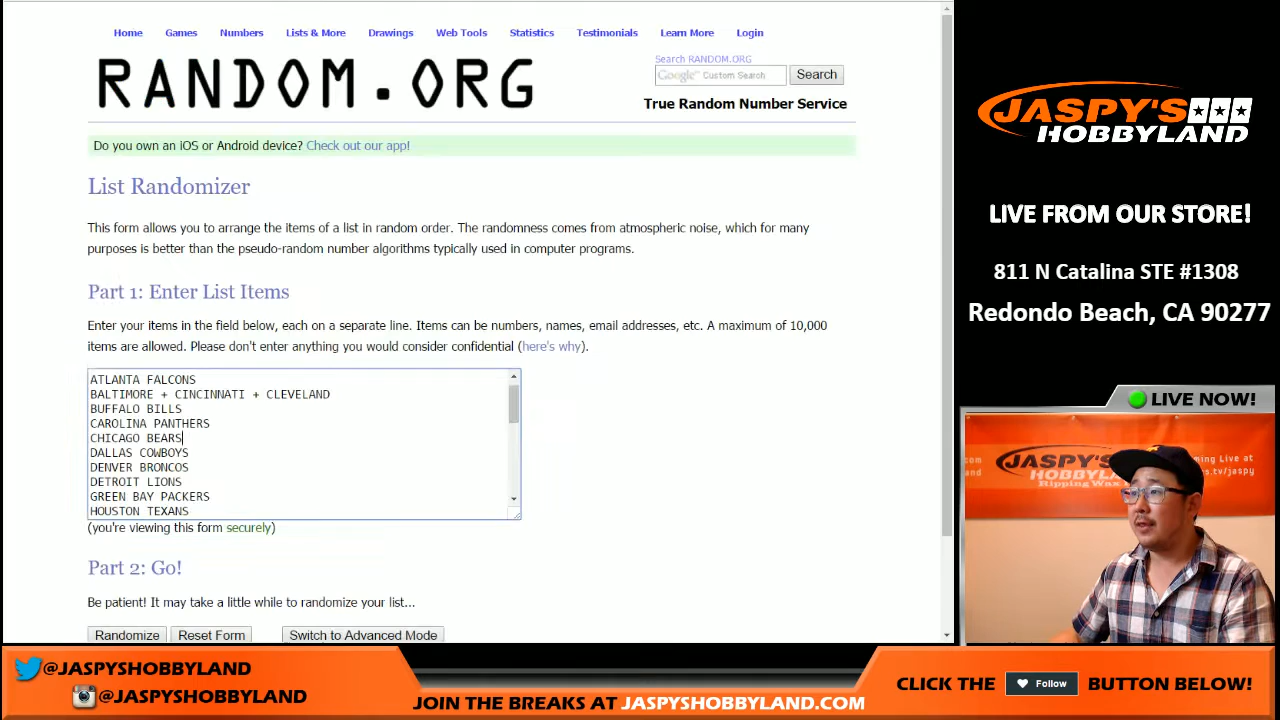 Home Games Numbers Lists & More Drawings Web Tools Statistics Testimonials Learn More Login
RANDOM.ORG
Search RANDOM.ORG
Google™ Custom Search Search
True Random Number Service
Do you own an iOS or Android device? Check out our app!
List Randomizer
This form allows you to arrange the items of a list in random order. The randomness comes from atmospheric noise, which for many
purposes is better than the pseudo-random number algorithms typically used in computer programs.
Part 1: Enter List Items
Enter your items in the field below, each on a separate line. Items can be numbers, names, email addresses, etc. A maximum of 10,000
items are allowed. Please don't enter anything you would consider confidential (here's why).
ATLANTA FALCONS
BALTIMORE + CINCINNATI + CLEVELAND
BUFFALO BILLS
CAROLINA PANTHERS
CHICAGO BEARS
DALLAS COWBOYS
DENVER BRONCOS
DETROIT LIONS
GREEN BAY PACKERS
HOUSTON TEXANS
(you're viewing this form securely)
Part 2: Go!
Be patient! It may take a little while to randomize your list...
Randomize Reset Form Switch to Advanced Mode
JASPY'S
HOBBYLAND
LIVE FROM OUR STORE!
811 N Catalina STE #1308
Redondo Beach, CA 90277
LIVE NOW!
JASPY'S
HOBBYLAND
Ripping Wax
.com
ming Live at
s.tv/jaspy
@JASPYSHOBBYLAND
@JASPYSHOBBYLAND
JOIN THE BREAKS AT JASPYSHOBBYLAND.COM
CLICK THE Follow BUTTON BELOW!